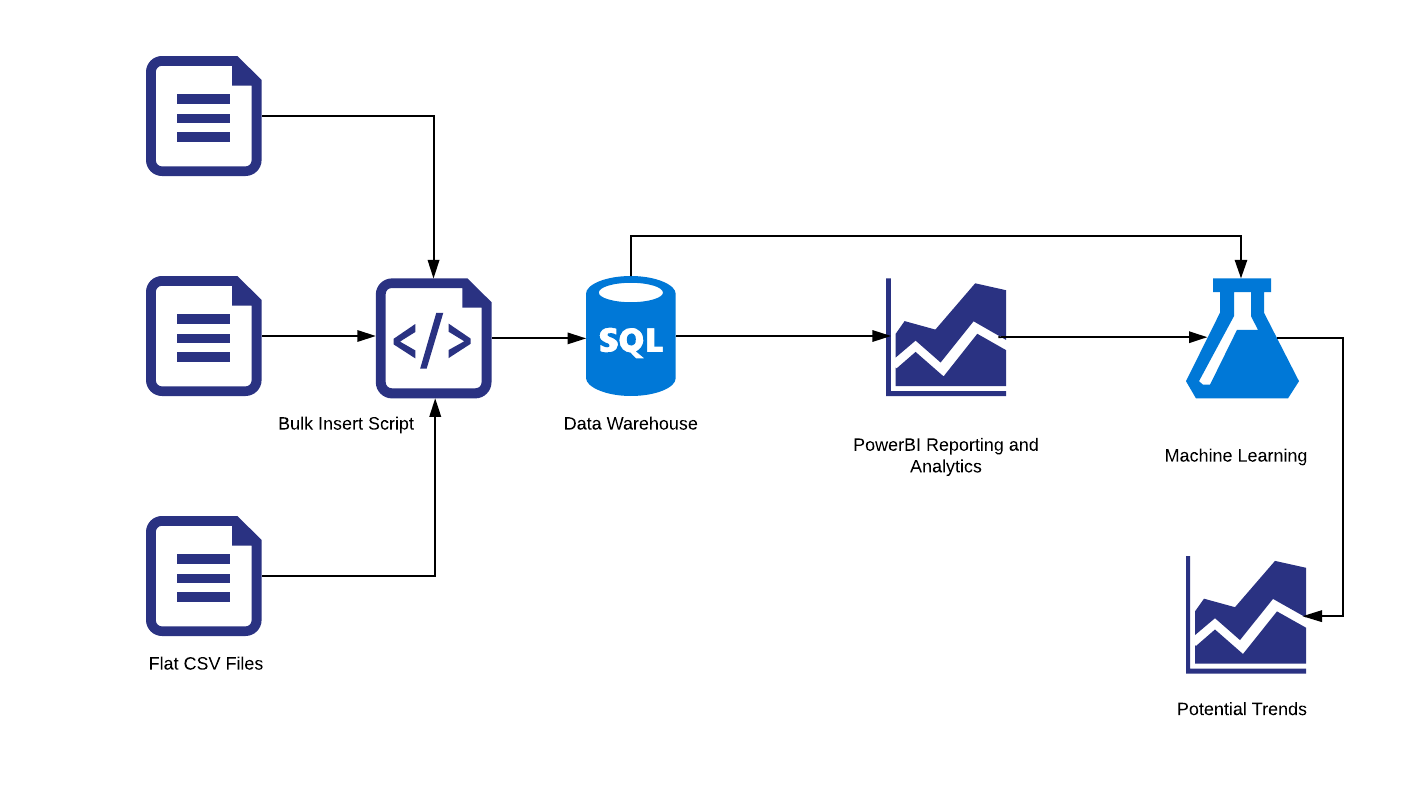 </>
SQL
Bulk Insert Script
Data Warehouse
PowerBI Reporting and
Analytics
Machine Learning
Flat CSV Files
Potential Trends